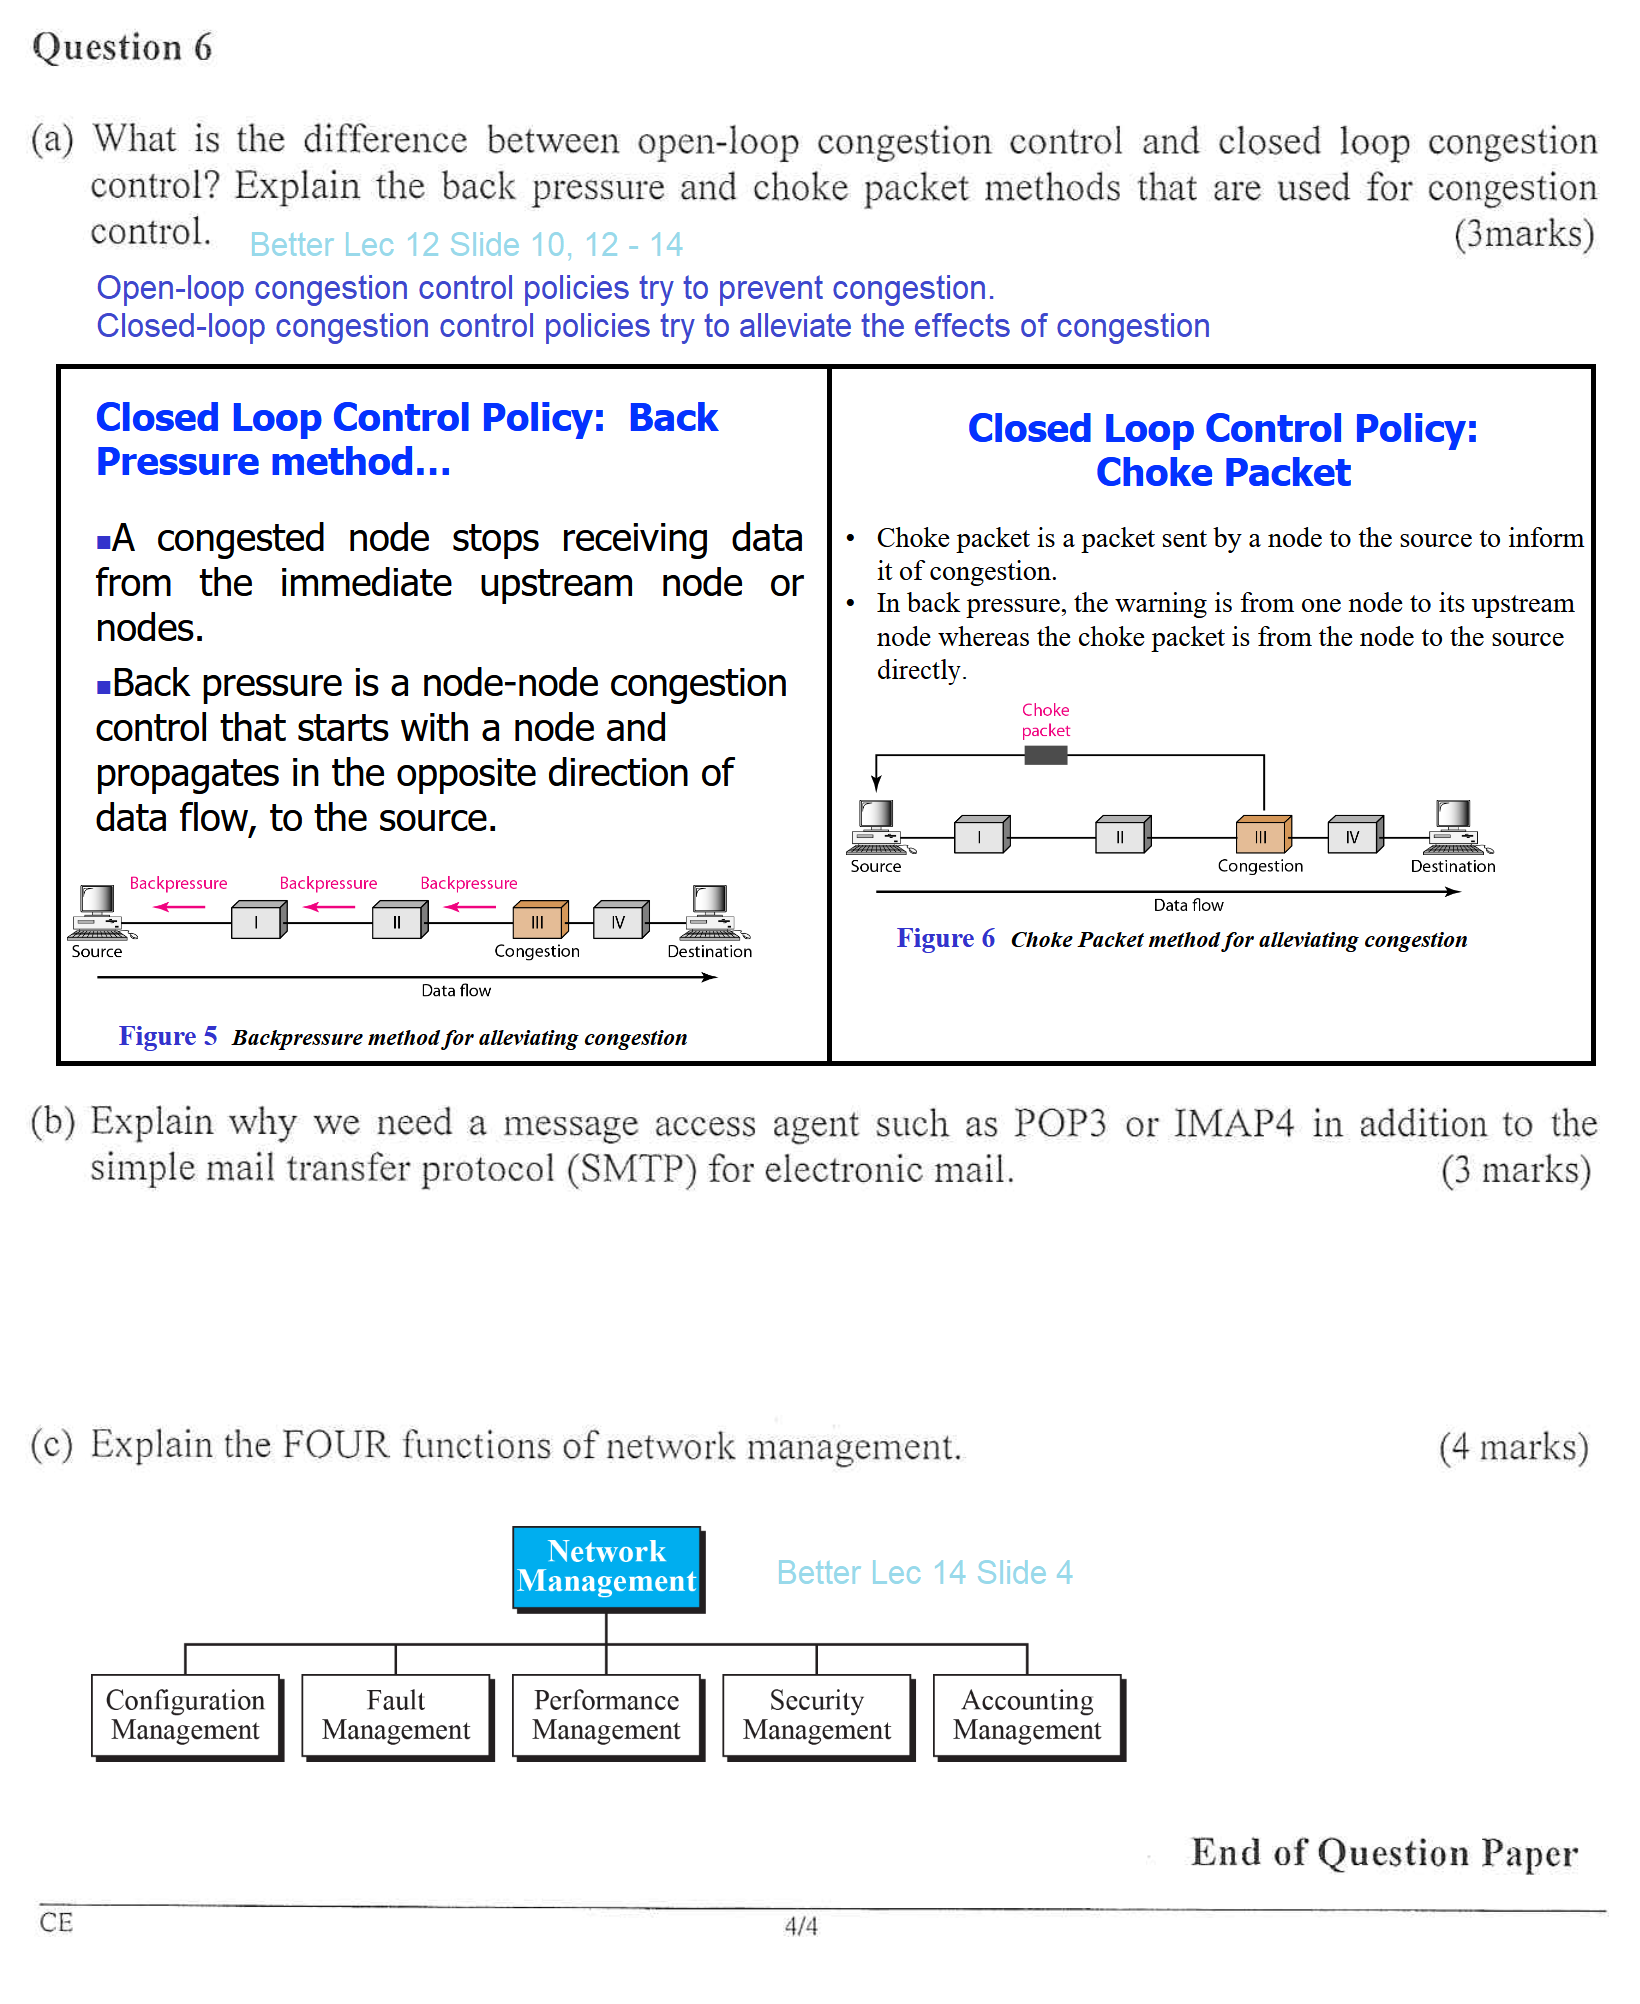 Question 6
(a) What is the difference between open-loop congestion control and closed loop congestion
control? Explain the back pressure and choke packet methods that are used for congestion
control. (3marks)
Better Lec 12 Slide 10, 12 - 14
Open-loop congestion control policies try to prevent congestion.
Closed-loop congestion control policies try to alleviate the effects of congestion
Closed Loop Control Policy: Back
Pressure method...
■A congested node stops receiving data
from the immediate upstream node or
nodes.
■Back pressure is a node-node congestion
control that starts with a node and
propagates in the opposite direction of
data flow, to the source.
Backpressure Backpressure Backpressure
I II III IV
Source Congestion Destination
Data flow
Figure 5 Backpressure method for alleviating congestion
Closed Loop Control Policy:
Choke Packet
• Choke packet is a packet sent by a node to the source to inform
it of congestion.
• In back pressure, the warning is from one node to its upstream
node whereas the choke packet is from the node to the source
directly.
Choke
packet
I II III IV
Source Congestion Destination
Data flow
Figure 6 Choke Packet method for alleviating congestion
(b) Explain why we need a message access agent such as POP3 or IMAP4 in addition to the
simple mail transfer protocol (SMTP) for electronic mail. (3 marks)
(c) Explain the FOUR functions of network management. (4 marks)
Network
Management
Better Lec 14 Slide 4
Configuration
Management
Fault
Management
Performance
Management
Security
Management
Accounting
Management
End of Question Paper
CE
4/4